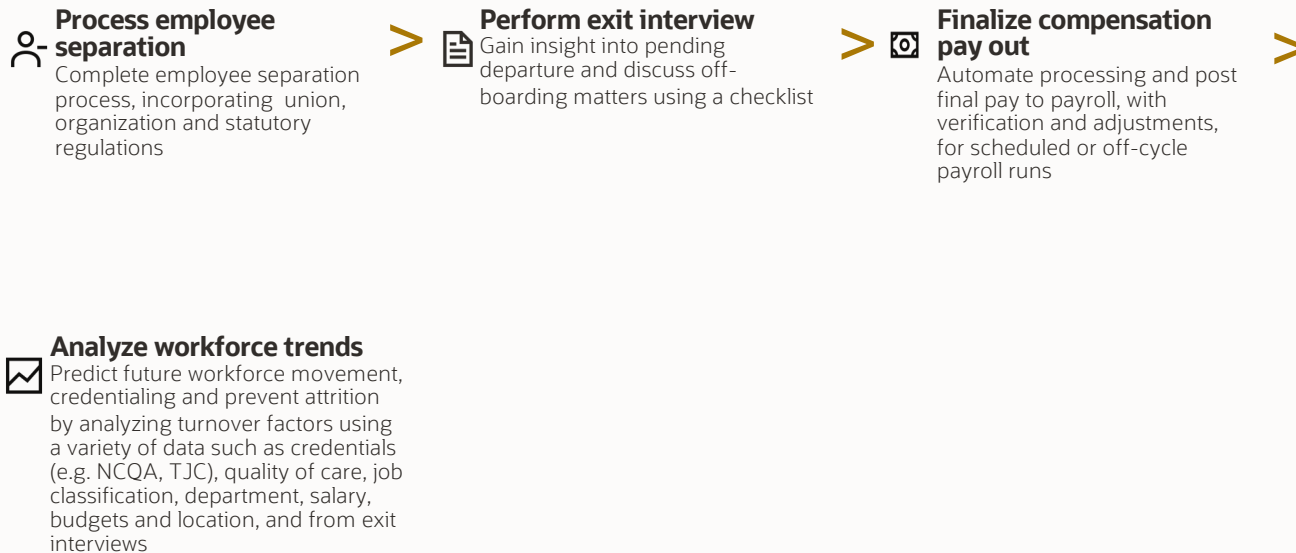 Process employee
separation
Complete employee separation
process, incorporating union,
organization and statutory
regulations
>
Perform exit interview
Gain insight into pending
departure and discuss off-
boarding matters using a checklist
>
Finalize compensation
pay out
Automate processing and post
final pay to payroll, with
verification and adjustments,
for scheduled or off-cycle
payroll runs
>
Analyze workforce trends
Predict future workforce movement,
credentialing and prevent attrition
by analyzing turnover factors using
a variety of data such as credentials
(e.g. NCQA, TJC), quality of care, job
classification, department, salary,
budgets and location, and from exit
interviews